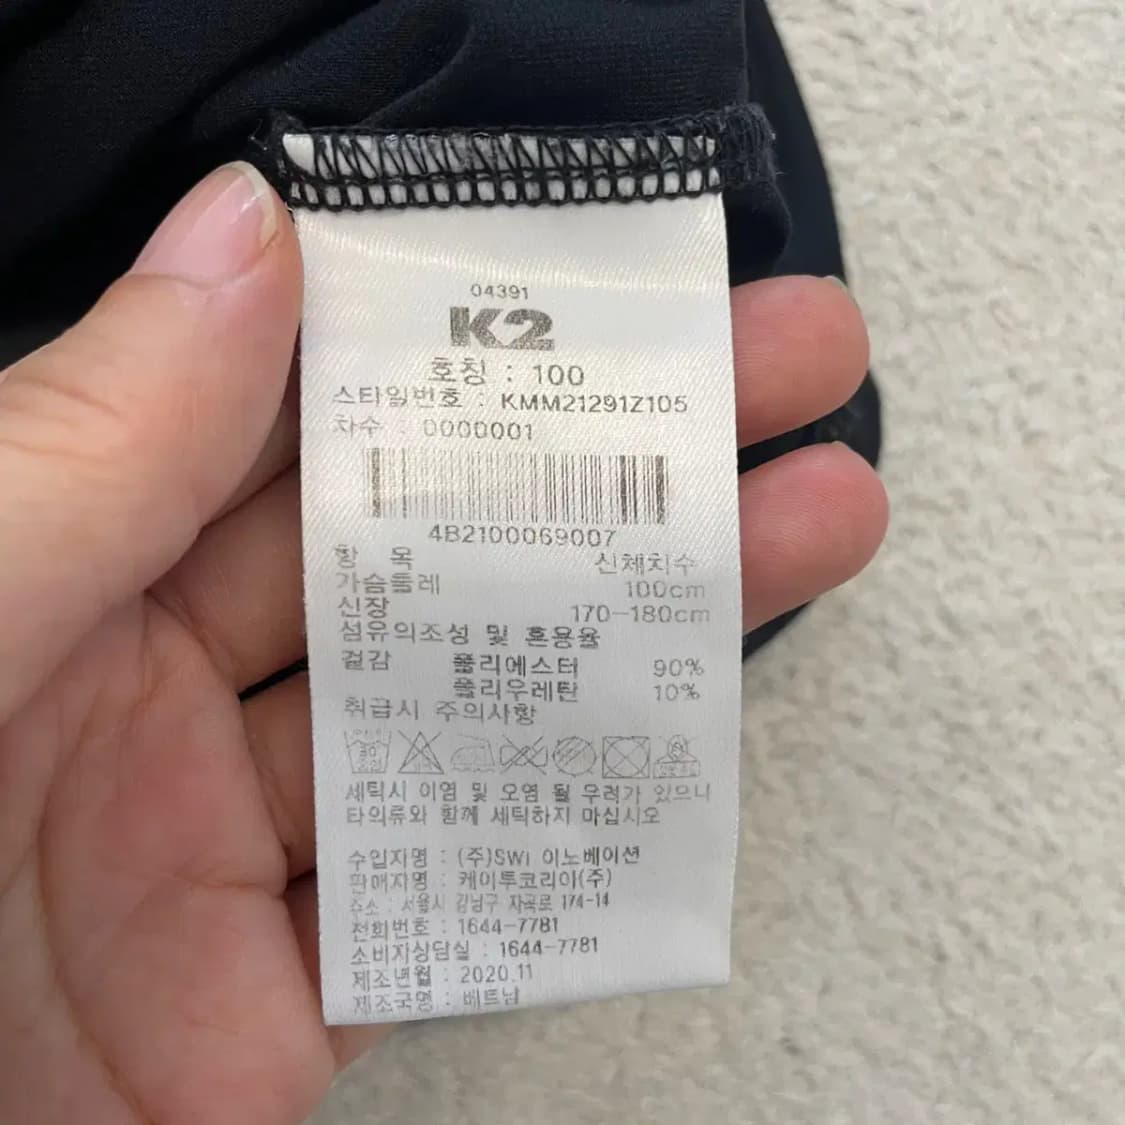 04391
K2
호칭 : 100
스타일번호 : KMM21291Z105
차수 : 0000001
4B2100069007
항 목 신체치수
가슴둘레 100cm
신장 170-180cm
섬유의조성 및 혼용율
겉감 폴리에스터 90%
폴리우레탄 10%
취급시 주의사항
세탁시 이염 및 오염 될 우려가 있으니
타의류와 함께 세탁하지 마십시오
수입자명 : (주)SWI 이노베이션
판매자명 : 케이투코리아(주)
주소 : 서울시 강남구 자곡로 174-14
전화번호 : 1644-7781
소비자상담실 : 1644-7781
제조년월 : 2020.11
제조국명 : 베트남